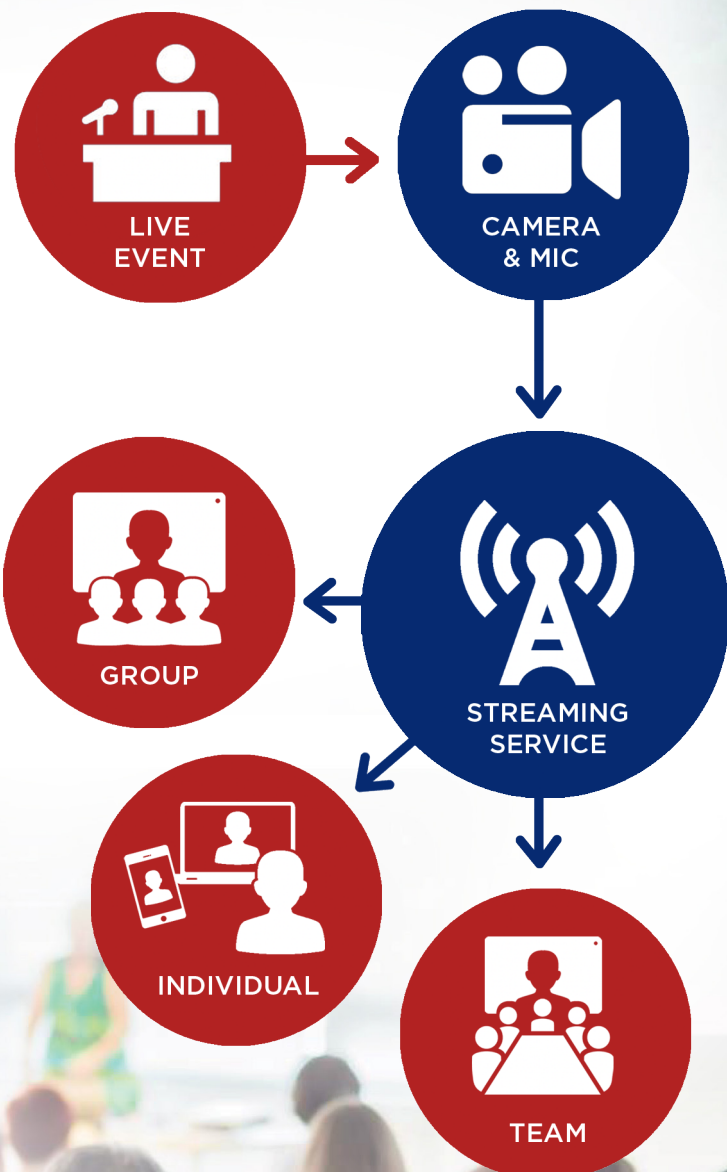 LIVE
EVENT
CAMERA
& MIC
GROUP
STREAMING
SERVICE
INDIVIDUAL
TEAM